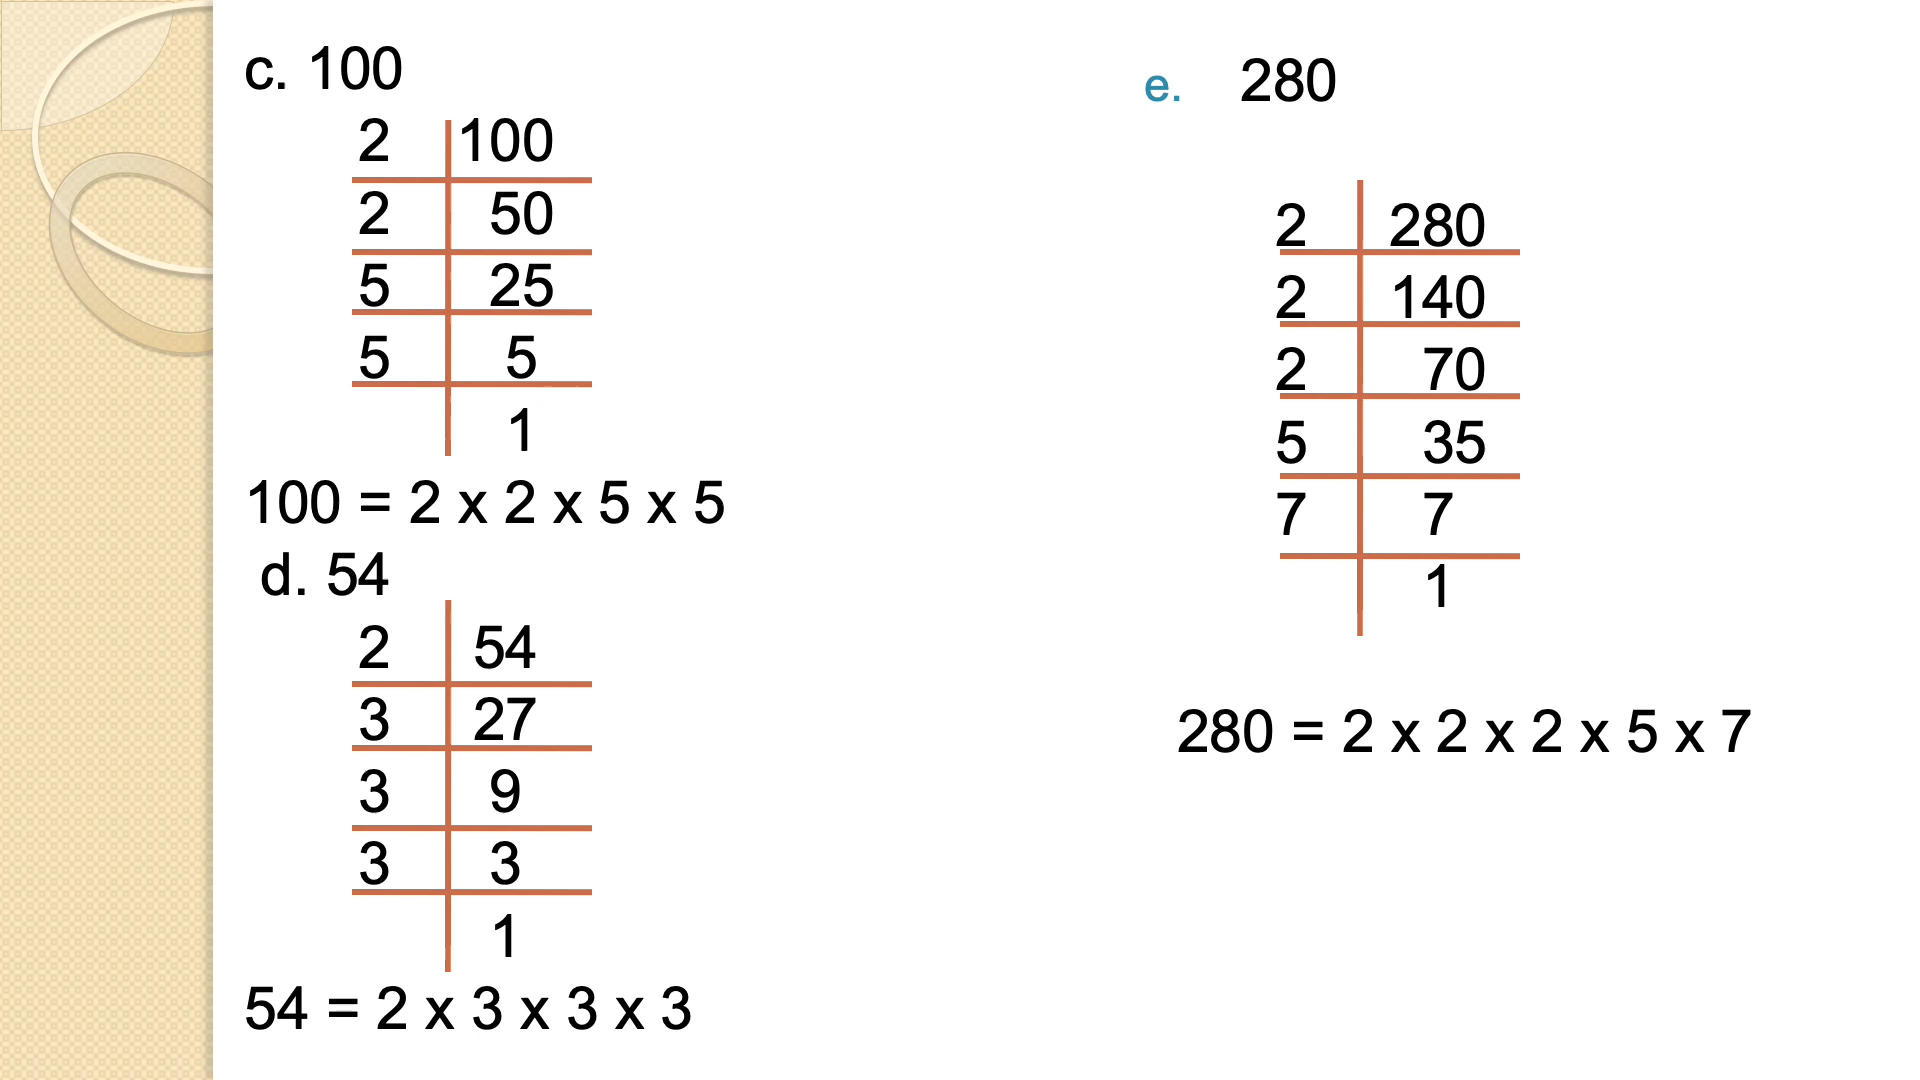 c. 100
2 100
2 50
5 25
5 5
1
100 = 2 x 2 x 5 x 5
d. 54
2 54
3 27
3 9
3 3
1
54 = 2 x 3 x 3 x 3
e. 280
2 280
2 140
2 70
5 35
7 7
1
280 = 2 x 2 x 2 x 5 x 7